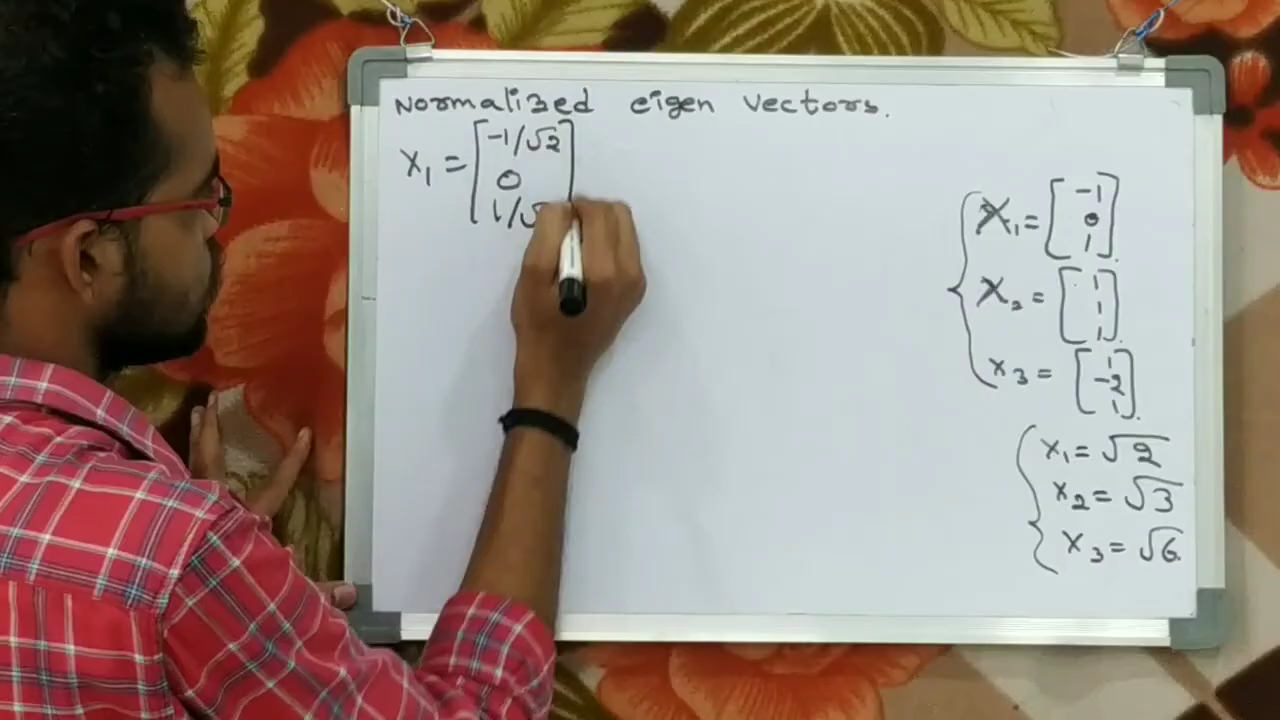 Normalized eigen vectors.
X₁ = [-1/√2
0
1/√
X₁ = [-1
0
1]
X₂ = [1
1
1]
X₃ = [1
-2
1]
X₁ = √2
X₂ = √3
X₃ = √6